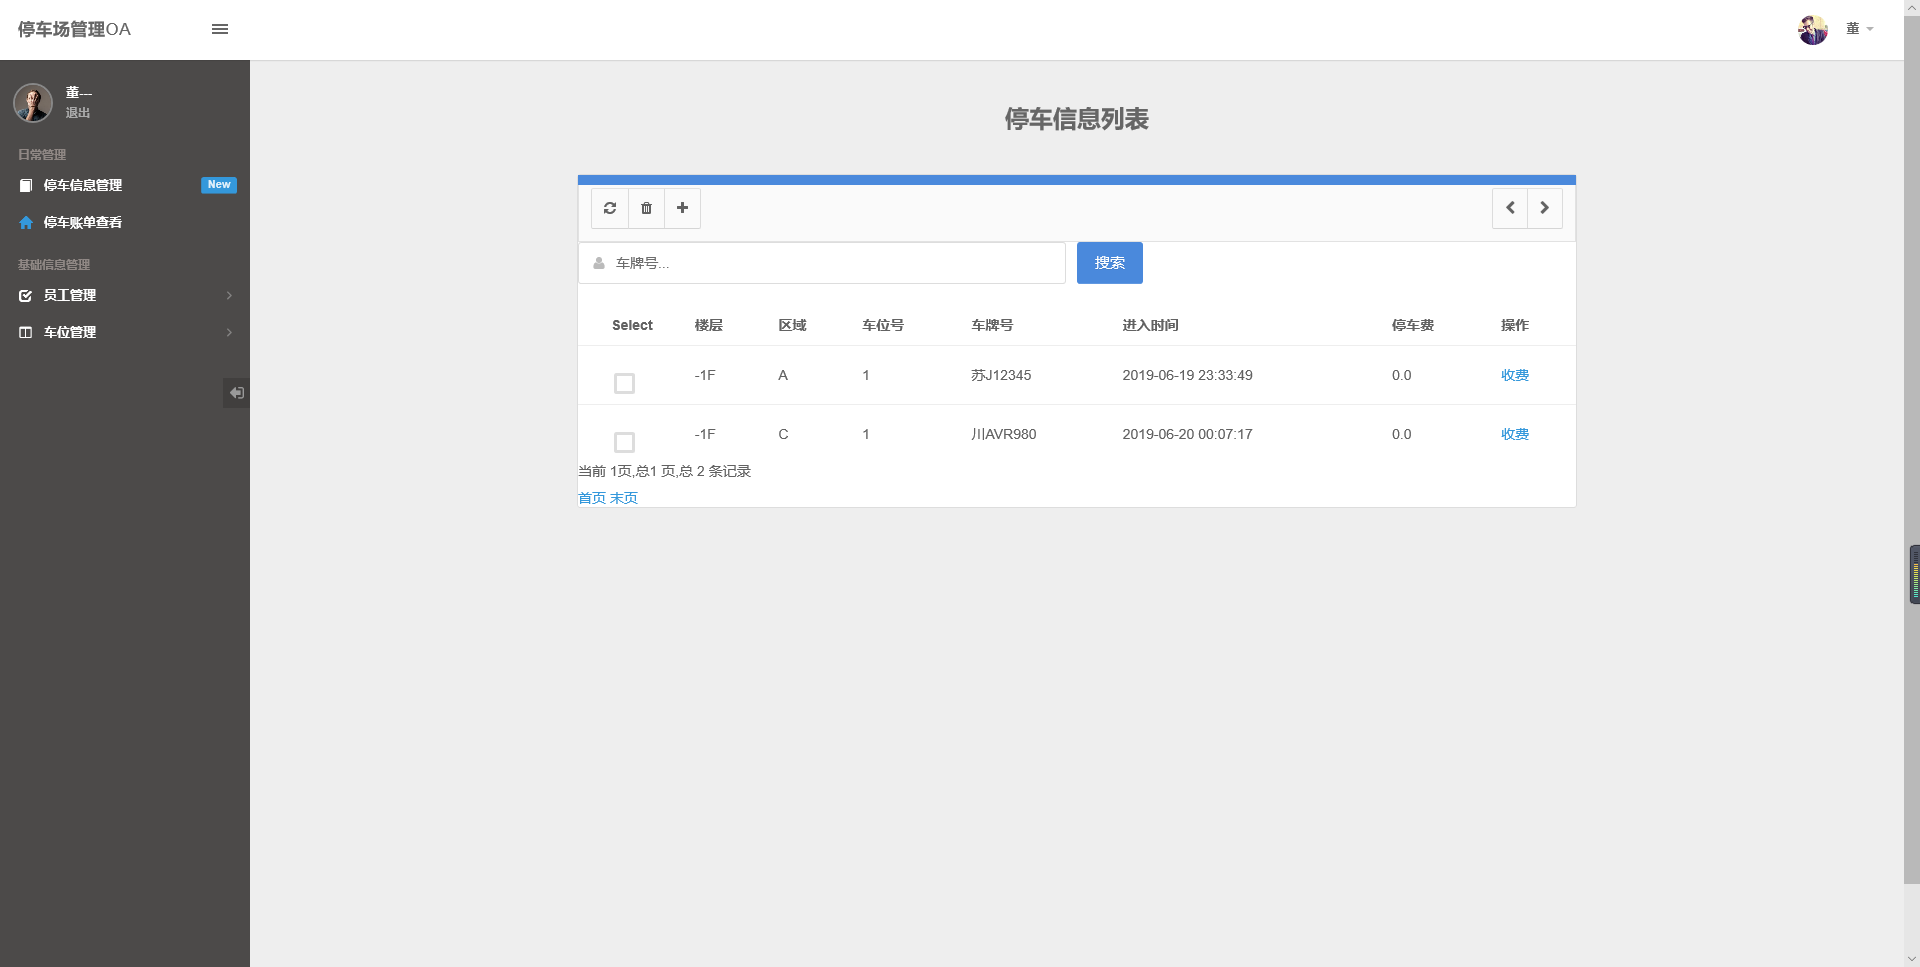 停车场管理OA
董
董---
退出
日常管理
停车信息管理 New
停车账单查看
基础信息管理
员工管理
车位管理
停车信息列表
车牌号...
搜索
Select 楼层 区域 车位号 车牌号 进入时间 停车费 操作
-1F A 1 苏J12345 2019-06-19 23:33:49 0.0 收费
-1F C 1 川AVR980 2019-06-20 00:07:17 0.0 收费
当前 1页,总1 页,总 2 条记录
首页 末页